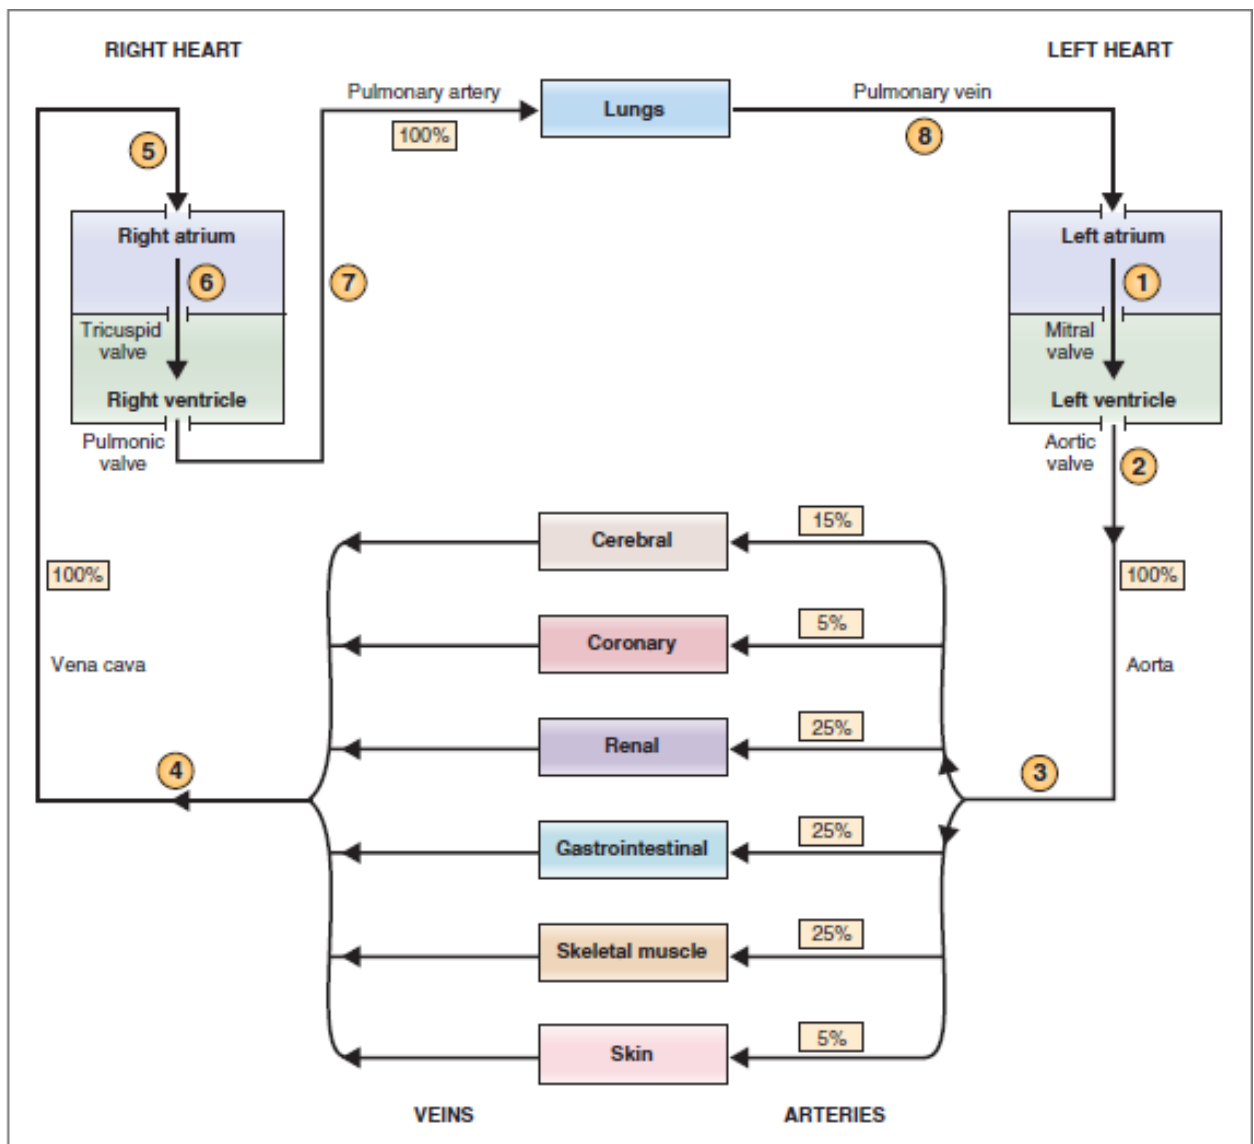 RIGHT HEART
LEFT HEART
Pulmonary artery
100%
Lungs
Pulmonary vein
8
5
Right atrium
6
Tricuspid
valve
Right ventricle
Pulmonic
valve
7
Left atrium
1
Mitral
valve
Left ventricle
Aortic
valve
2
100%
Aorta
3
15%
Cerebral
5%
Coronary
25%
Renal
25%
Gastrointestinal
25%
Skeletal muscle
5%
Skin
100%
Vena cava
4
VEINS
ARTERIES